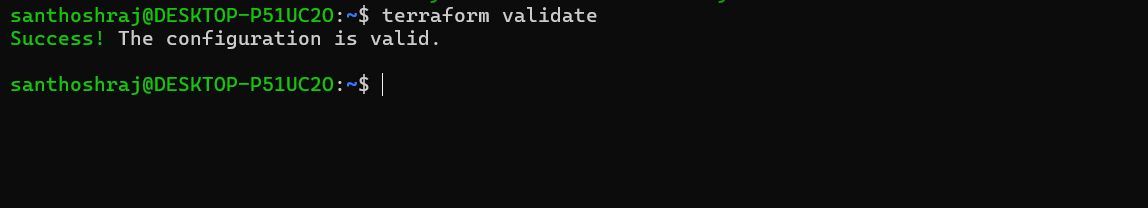 santhoshraj@DESKTOP-P51UC2O:~$ terraform validate
Success! The configuration is valid.
santhoshraj@DESKTOP-P51UC2O:~$